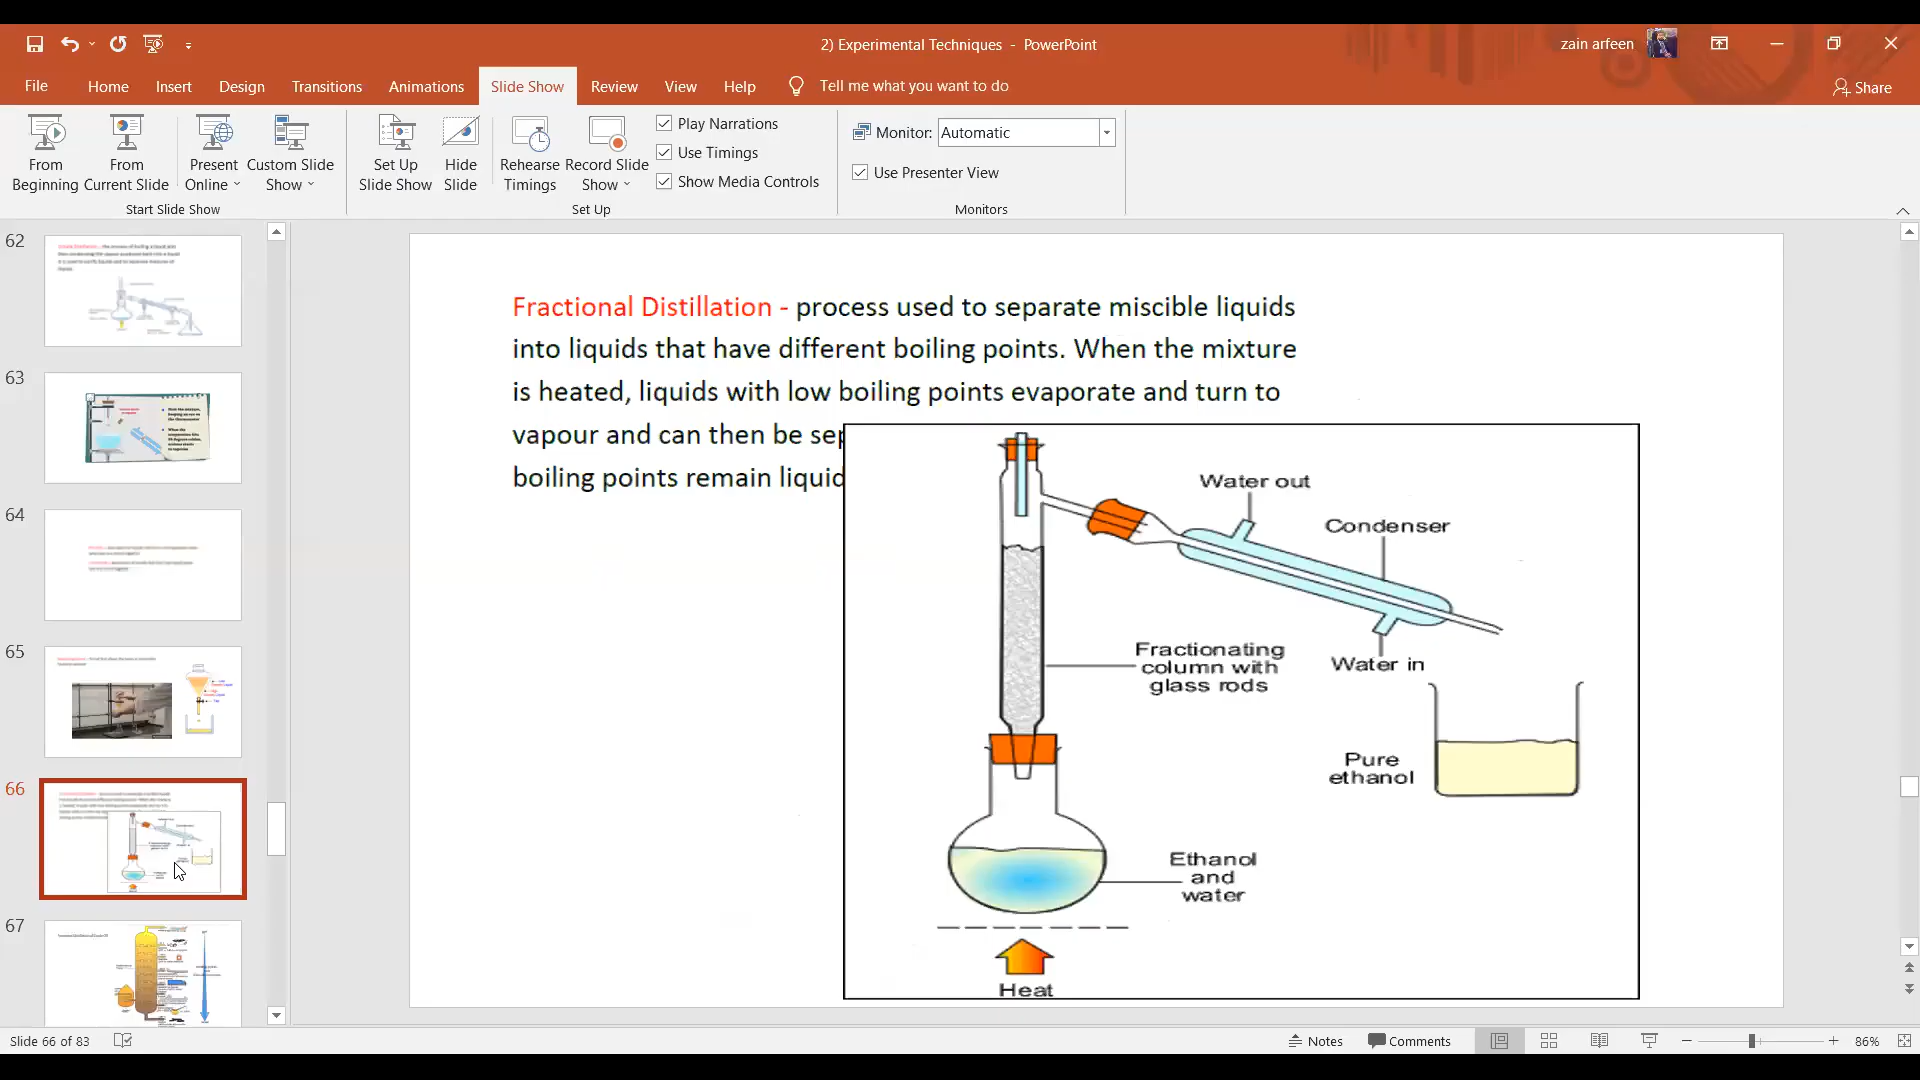 2) Experimental Techniques - PowerPoint
zain arfeen
File Home Insert Design Transitions Animations Slide Show Review View Help Tell me what you want to do
Share
From Beginning
From Current Slide
Present Online
Custom Slide Show
Start Slide Show
Set Up Slide Show
Hide Slide
Rehearse Timings
Record Slide Show
Play Narrations
Use Timings
Show Media Controls
Set Up
Monitor: Automatic
Use Presenter View
Monitors
62
63
64
65
66
67
Fractional Distillation - process used to separate miscible liquids
into liquids that have different boiling points. When the mixture
is heated, liquids with low boiling points evaporate and turn to
vapour and can then be sep
boiling points remain liquid
Water out
Condenser
Fractionating
column with
glass rods
Water in
Pure
ethanol
Ethanol
and
water
Heat
Slide 66 of 83
Notes
Comments
86%